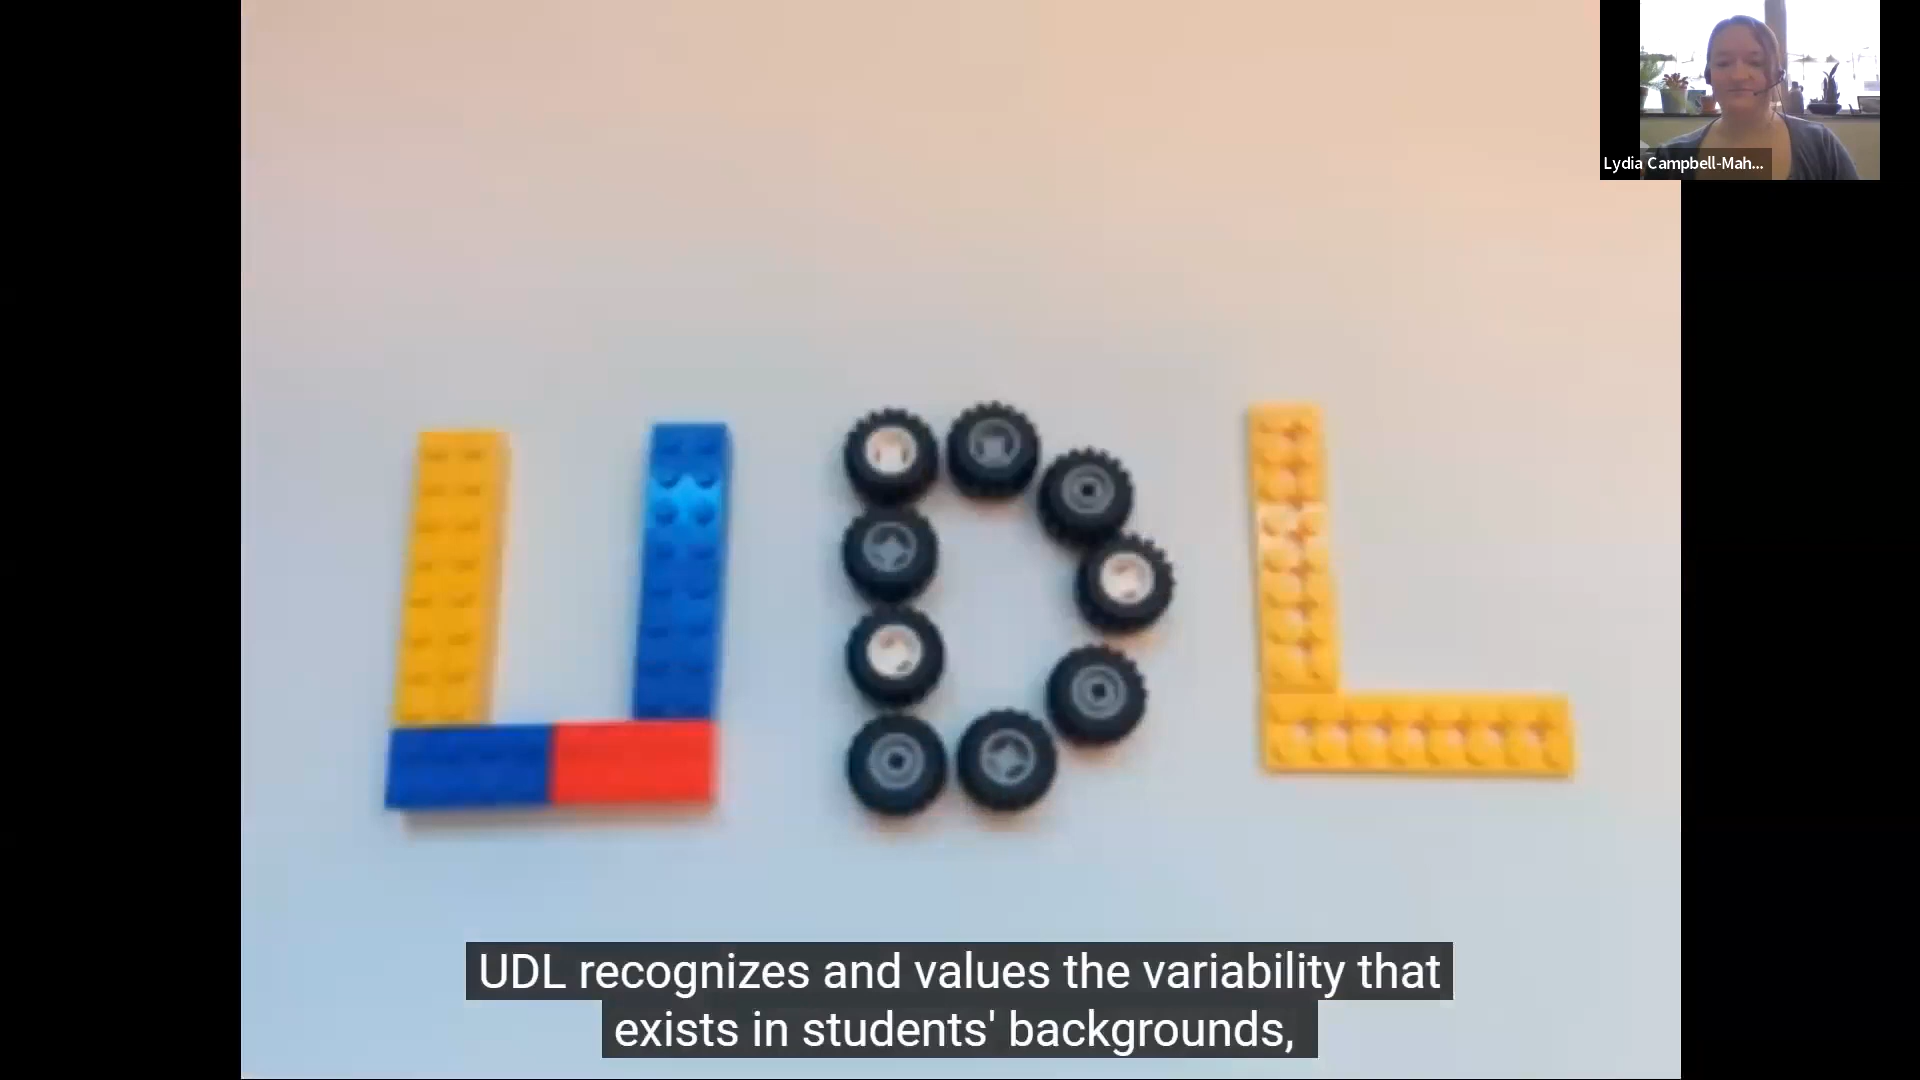 Lydia Campbell-Mah...
UDL
UDL recognizes and values the variability that
exists in students' backgrounds,